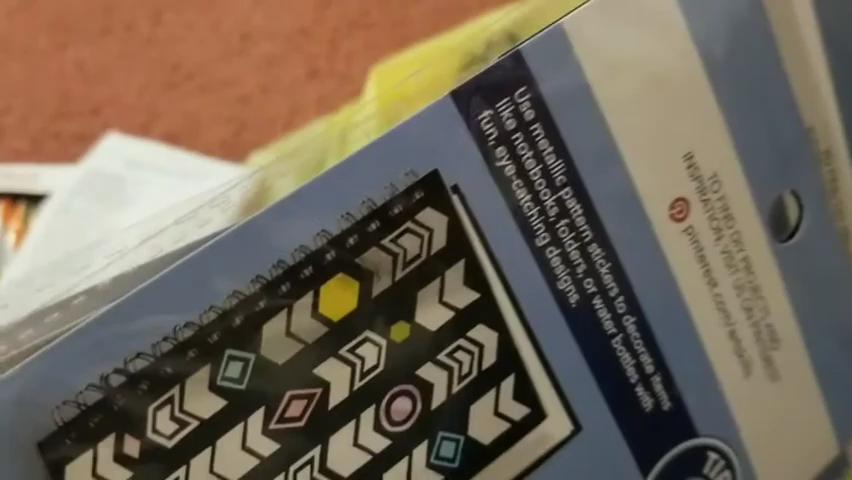 Use metallic pattern stickers to decorate items
like notebooks, folders, or water bottles with
fun, eye-catching designs.
TO FIND DIY PROJECTS AND
INSPIRATION, VISIT US ON PINTEREST
pinterest.com/
TIP